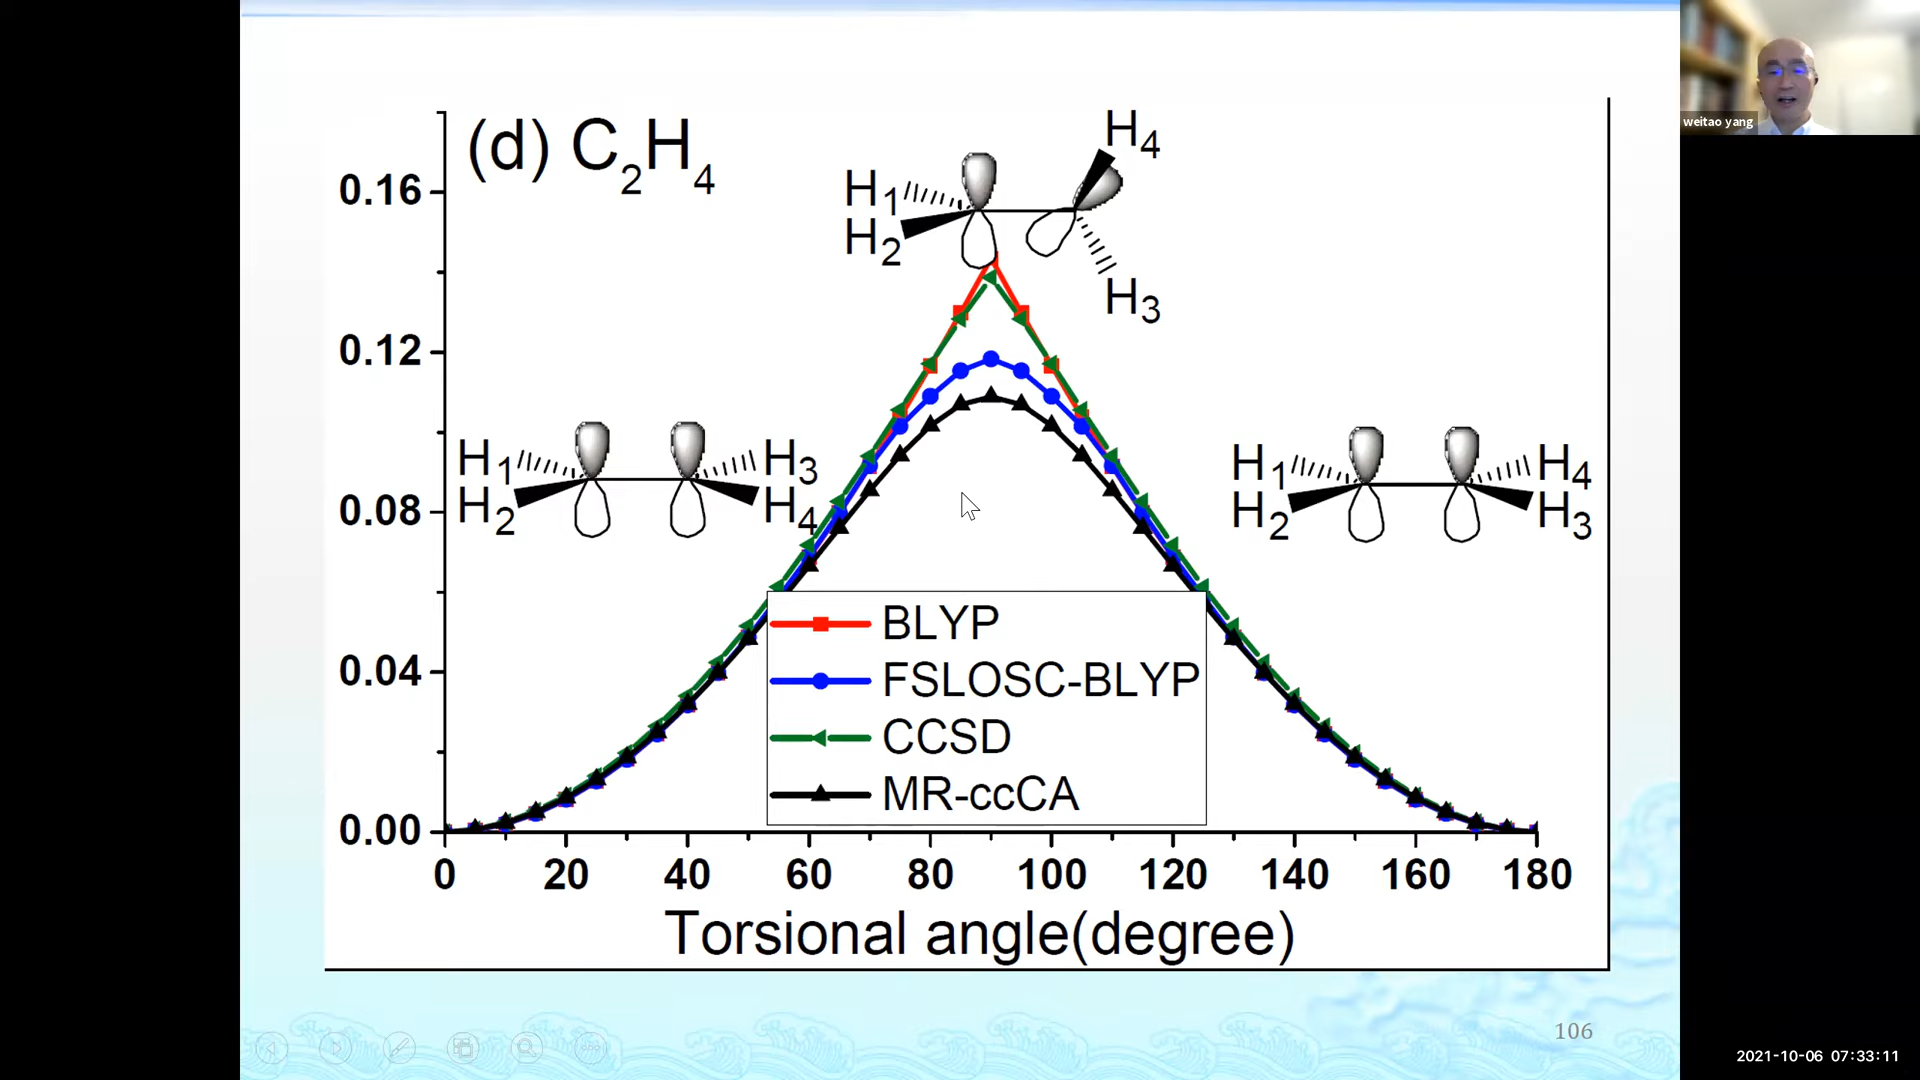 (d) C2H4
H4
H1
H2
H3
0.16
0.12
0.08
0.04
0.00
H1
H2
H3
H4
H1
H2
H4
H3
BLYP
FSLOSC-BLYP
CCSD
MR-ccCA
0 20 40 60 80 100 120 140 160 180
Torsional angle(degree)
106
weitao yang
2021-10-06 07:33:11